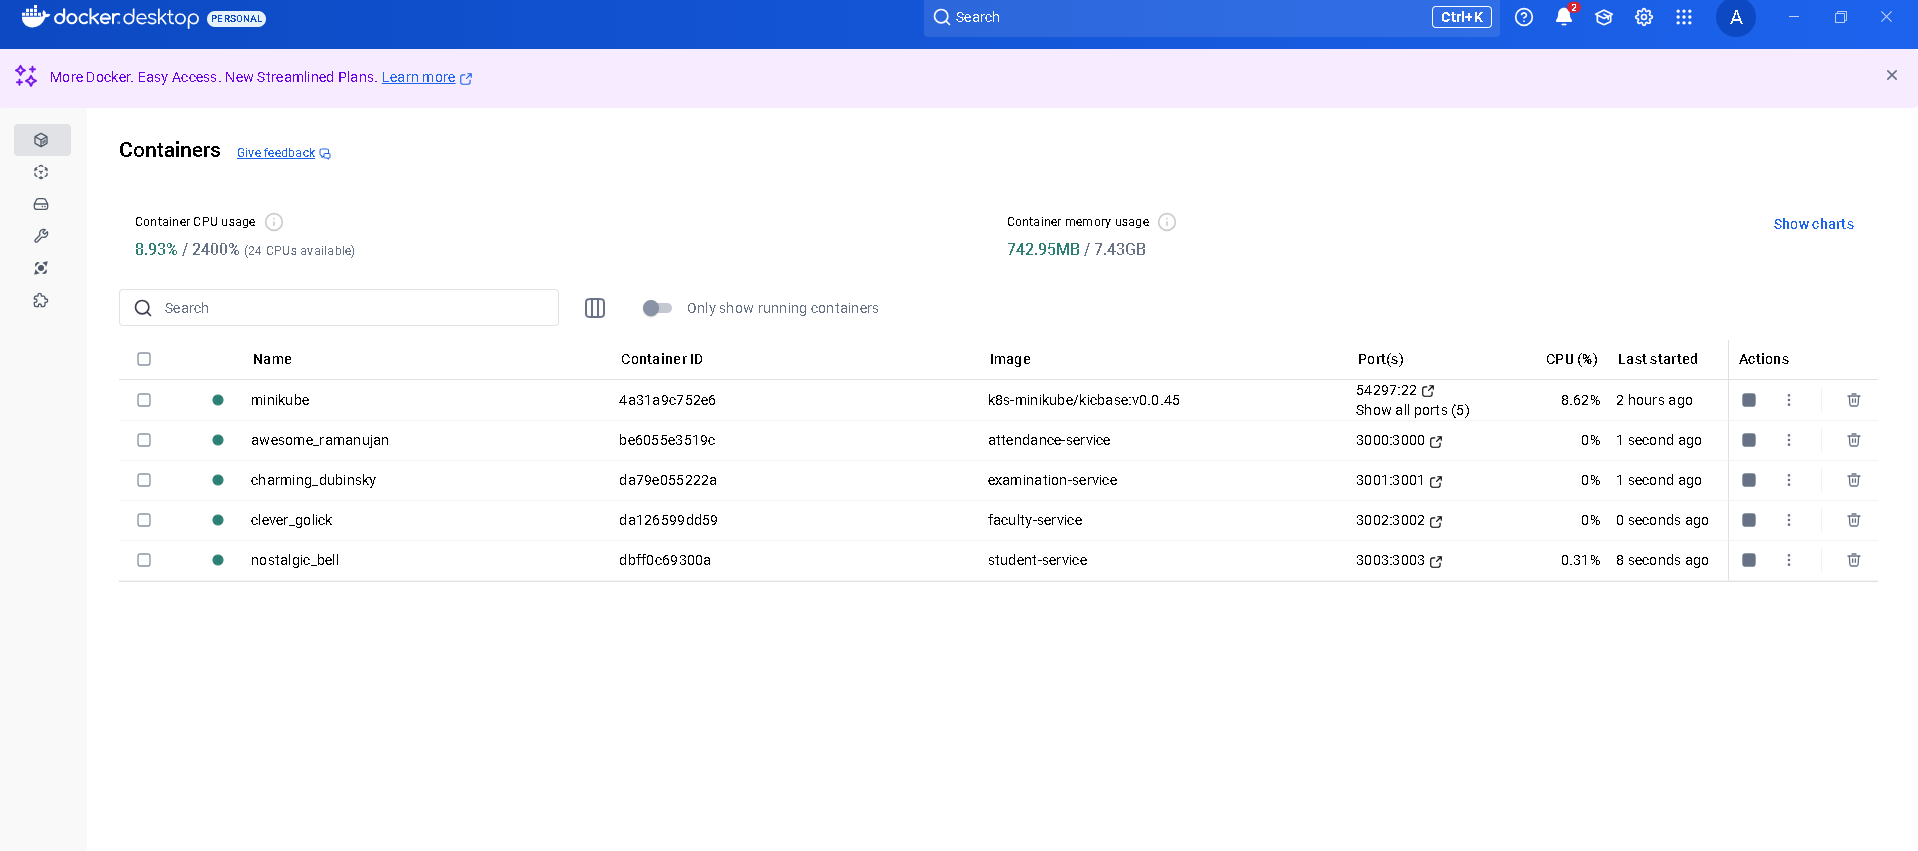 docker.desktop PERSONAL
Search Ctrl+K 2 A
More Docker. Easy Access. New Streamlined Plans. Learn more
Containers Give feedback
Container CPU usage
8.93% / 2400% (24 CPUs available)
Container memory usage
742.95MB / 7.43GB
Show charts
Search Only show running containers
Name Container ID Image Port(s) CPU (%) Last started Actions
minikube 4a31a9c752e6 k8s-minikube/kicbase:v0.0.45 54297:22 8.62% 2 hours ago
Show all ports (5)
awesome_ramanujan be6055e3519c attendance-service 3000:3000 0% 1 second ago
charming_dubinsky da79e055222a examination-service 3001:3001 0% 1 second ago
clever_golick da126599dd59 faculty-service 3002:3002 0% 0 seconds ago
nostalgic_bell dbff0c69300a student-service 3003:3003 0.31% 8 seconds ago